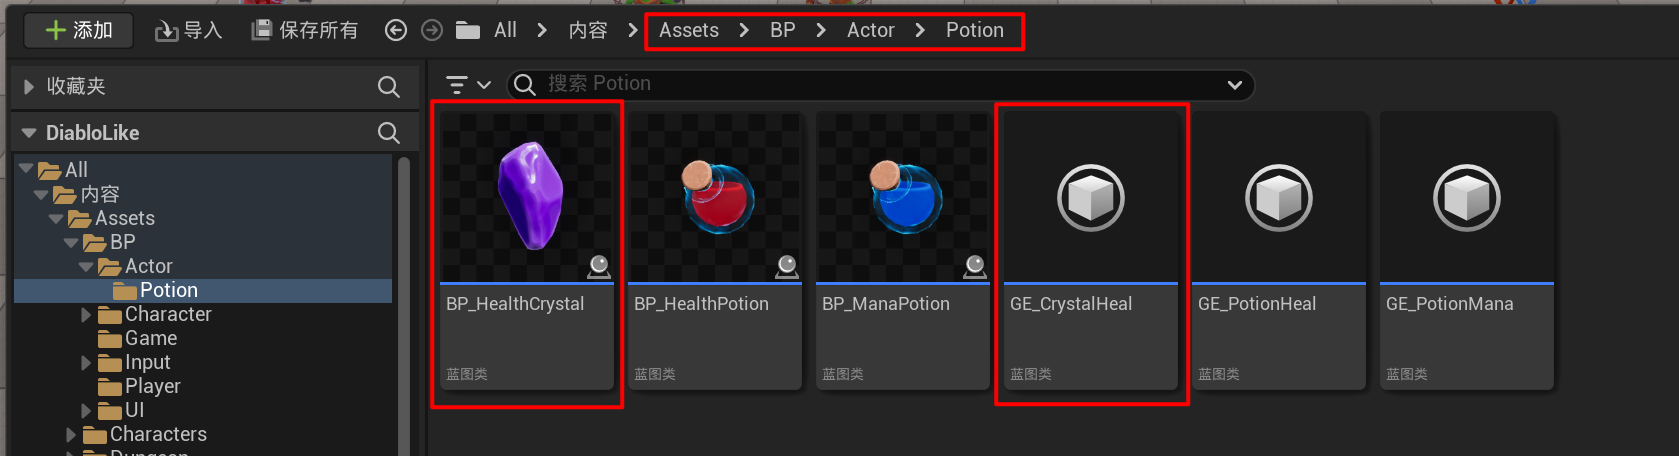 添加 导入 保存所有 All 内容 Assets BP Actor Potion
收藏夹
搜索 Potion
DiabloLike
All
内容
Assets
BP
Actor
Potion
Character
Game
Input
Player
UI
Characters
Dungeon
BP_HealthCrystal
蓝图类
BP_HealthPotion
蓝图类
BP_ManaPotion
蓝图类
GE_CrystalHeal
蓝图类
GE_PotionHeal
蓝图类
GE_PotionMana
蓝图类